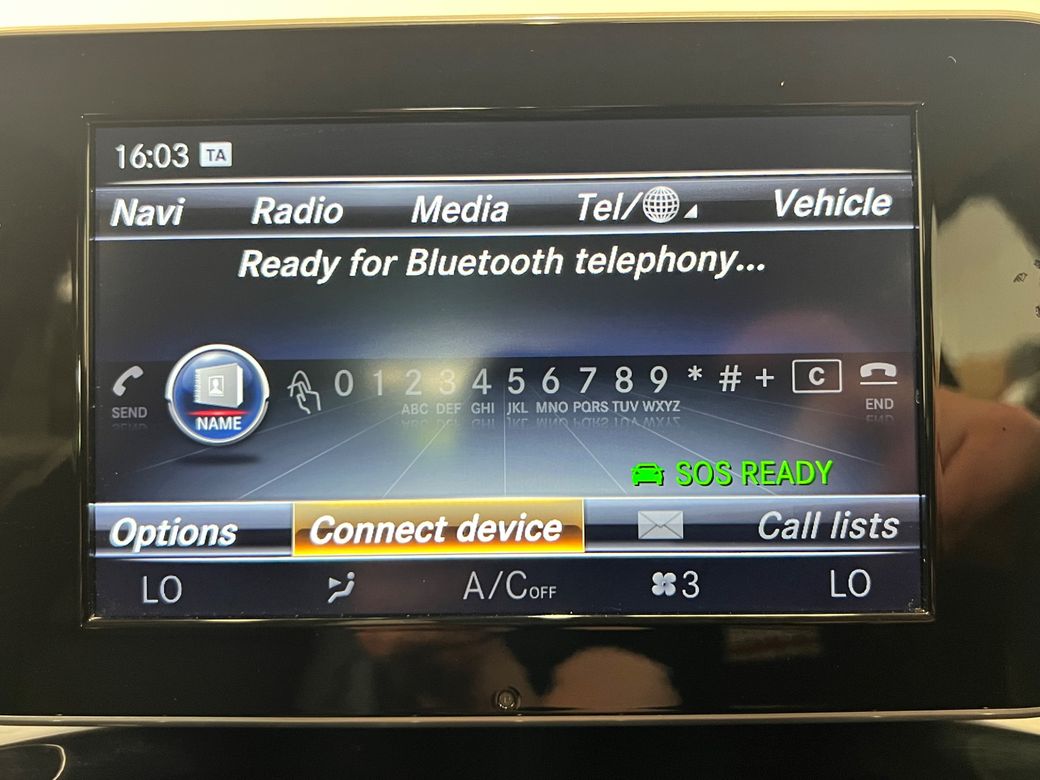 16:03 TA
Navi Radio Media Tel/ Vehicle
Ready for Bluetooth telephony...
0 1 2 3 4 5 6 7 8 9 * # + C
SEND NAME ABC DEF GHI JKL MNO PQRS TUV WXYZ END
SOS READY
Options Connect device Call lists
LO A/C OFF 3 LO